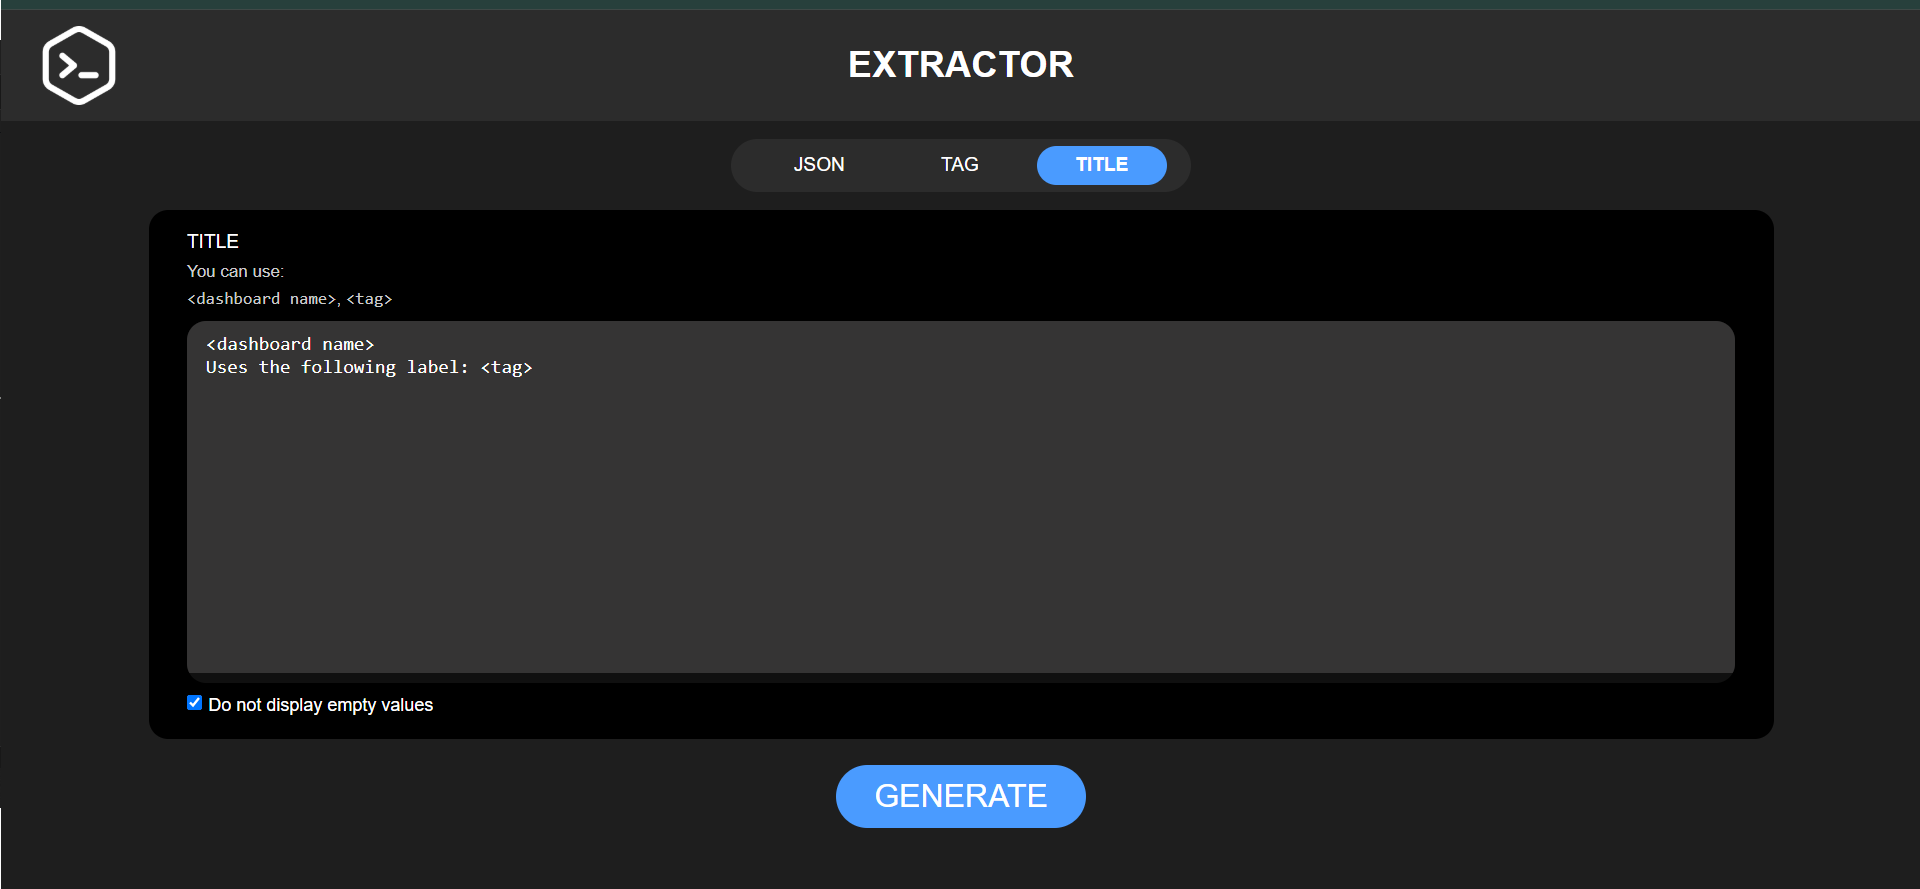 EXTRACTOR
JSON TAG TITLE
TITLE
You can use:
<dashboard name>, <tag>
<dashboard name>
Uses the following label: <tag>
Do not display empty values
GENERATE